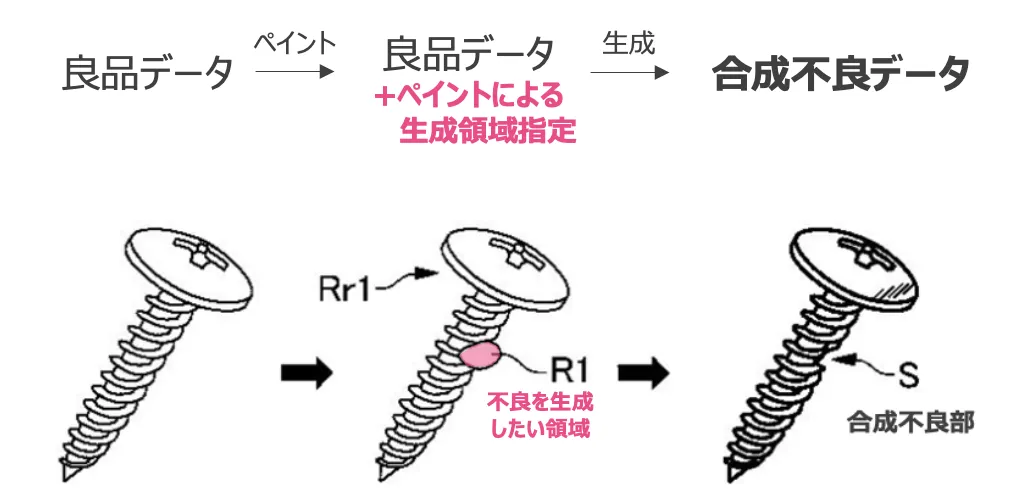 良品データ
ペイント
良品データ
+ペイントによる
生成領域指定
生成
合成不良データ
Rr1
R1
不良を生成
したい領域
S
合成不良部